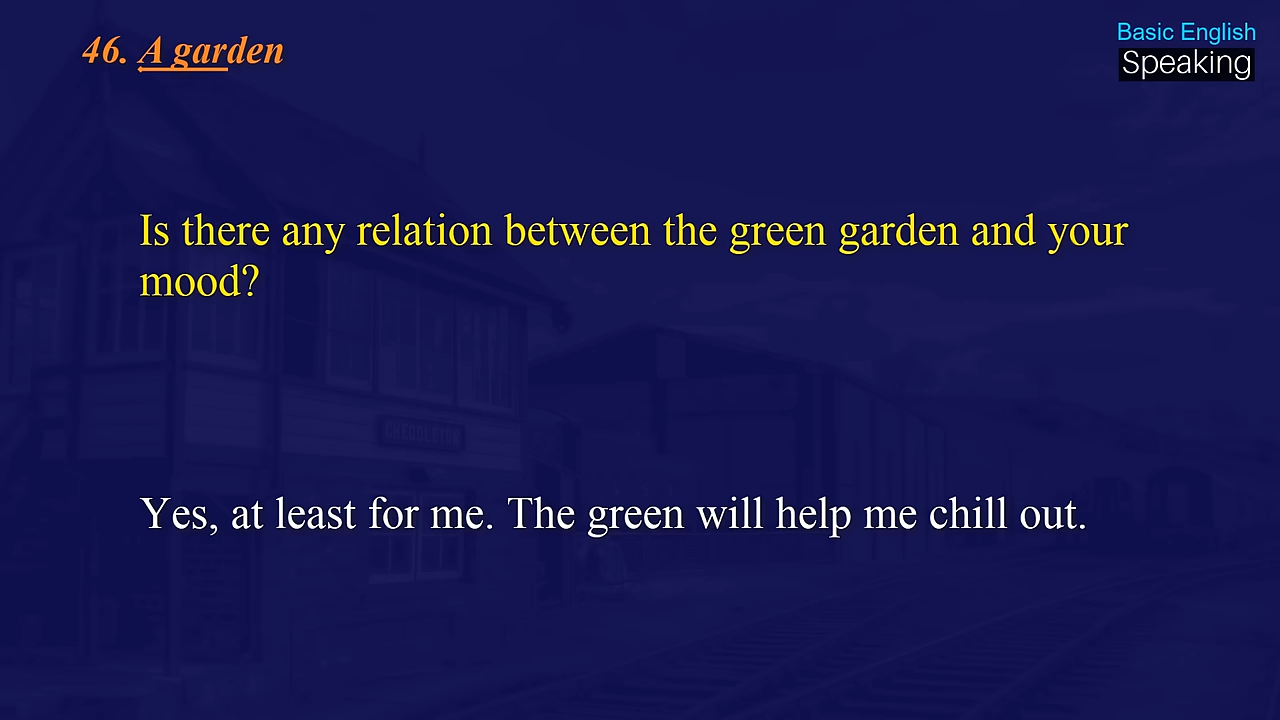 46. A garden
Basic English
Speaking
Is there any relation between the green garden and your
mood?
CHEDDLETON
Yes, at least for me. The green will help me chill out.